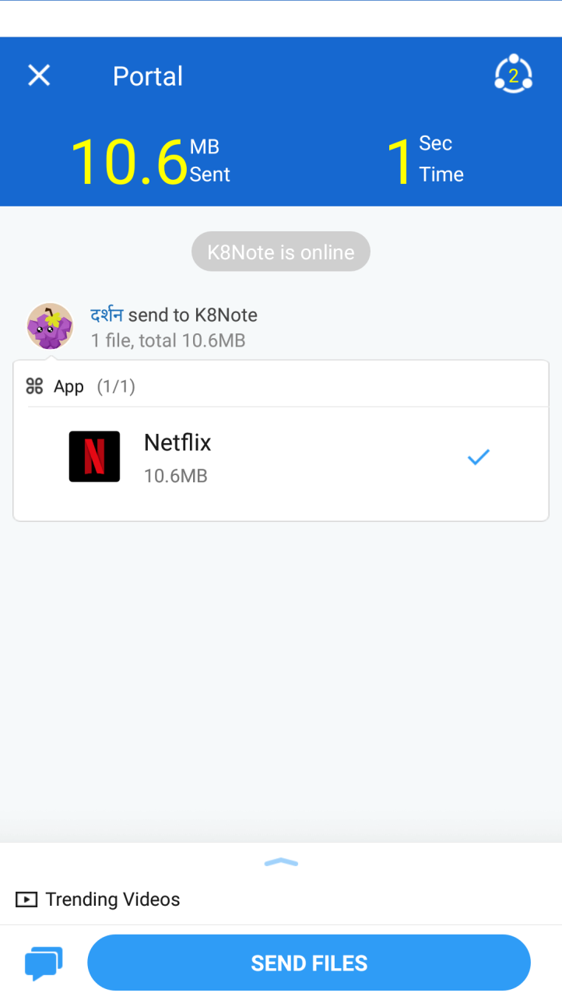 Portal
2
10.6 MB Sent
1 Sec Time
K8Note is online
दर्शन send to K8Note
1 file, total 10.6MB
App (1/1)
N
Netflix
10.6MB
Trending Videos
SEND FILES